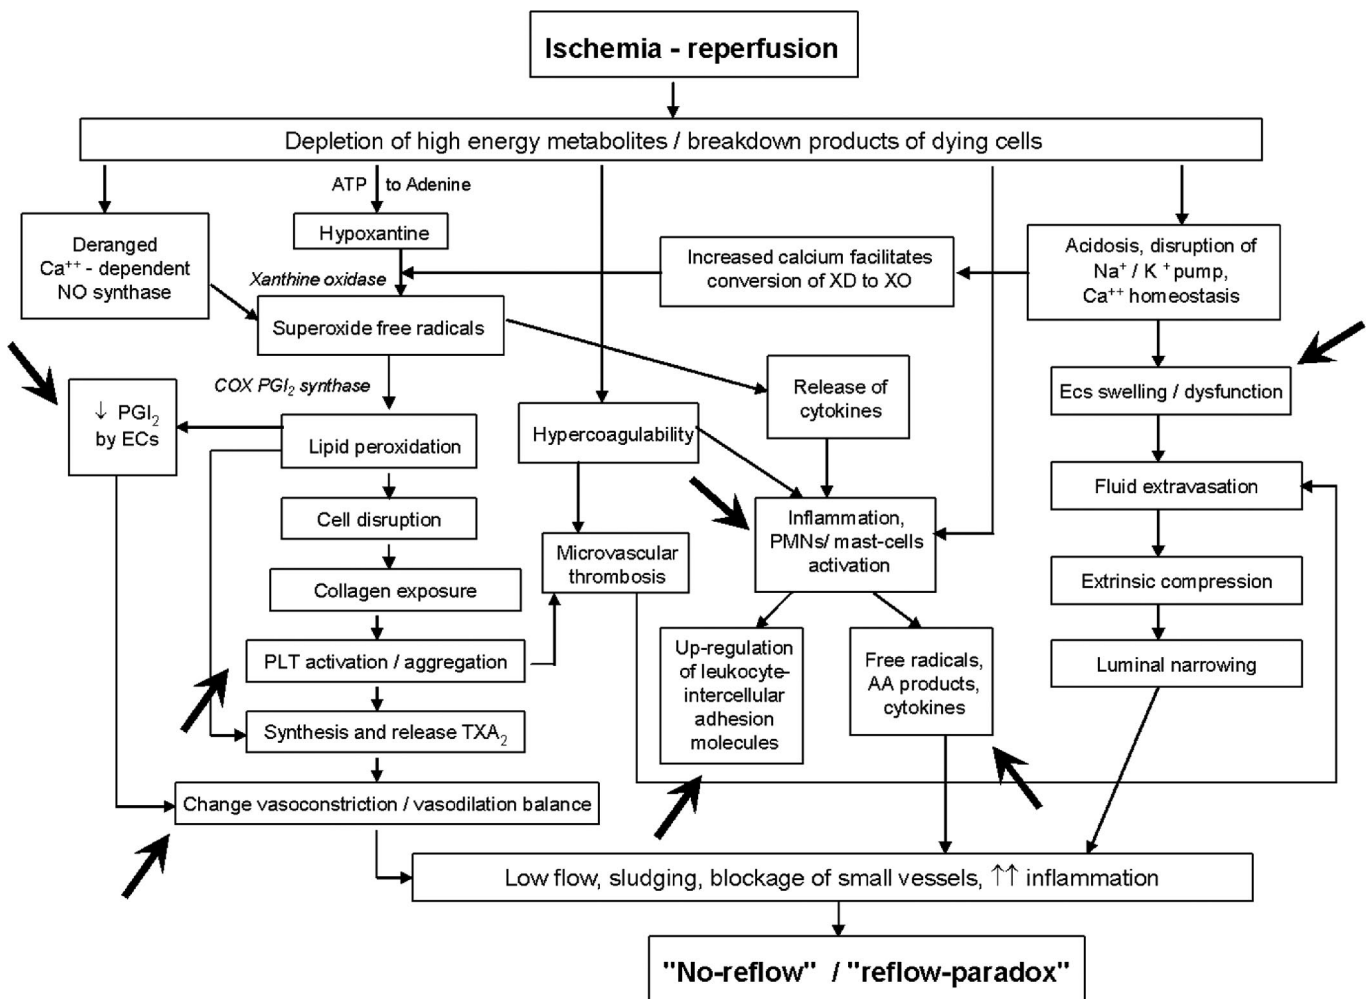 Ischemia - reperfusion
Depletion of high energy metabolites / breakdown products of dying cells
ATP to Adenine
Deranged
Ca⁺⁺ - dependent
NO synthase
Hypoxantine
Increased calcium facilitates
conversion of XD to XO
Acidosis, disruption of
Na⁺ / K⁺ pump,
Ca⁺⁺ homeostasis
Xanthine oxidase
Superoxide free radicals
COX PGI₂ synthase
Release of
cytokines
Ecs swelling / dysfunction
↓ PGI₂
by ECs
Lipid peroxidation
Hypercoagulability
Fluid extravasation
Cell disruption
Inflammation,
PMNs/ mast-cells
activation
Microvascular
thrombosis
Collagen exposure
Extrinsic compression
PLT activation / aggregation
Up-regulation
of leukocyte-
intercellular
adhesion
molecules
Free radicals,
AA products,
cytokines
Luminal narrowing
Synthesis and release TXA₂
Change vasoconstriction / vasodilation balance
Low flow, sludging, blockage of small vessels, ↑↑ inflammation
"No-reflow" / "reflow-paradox"